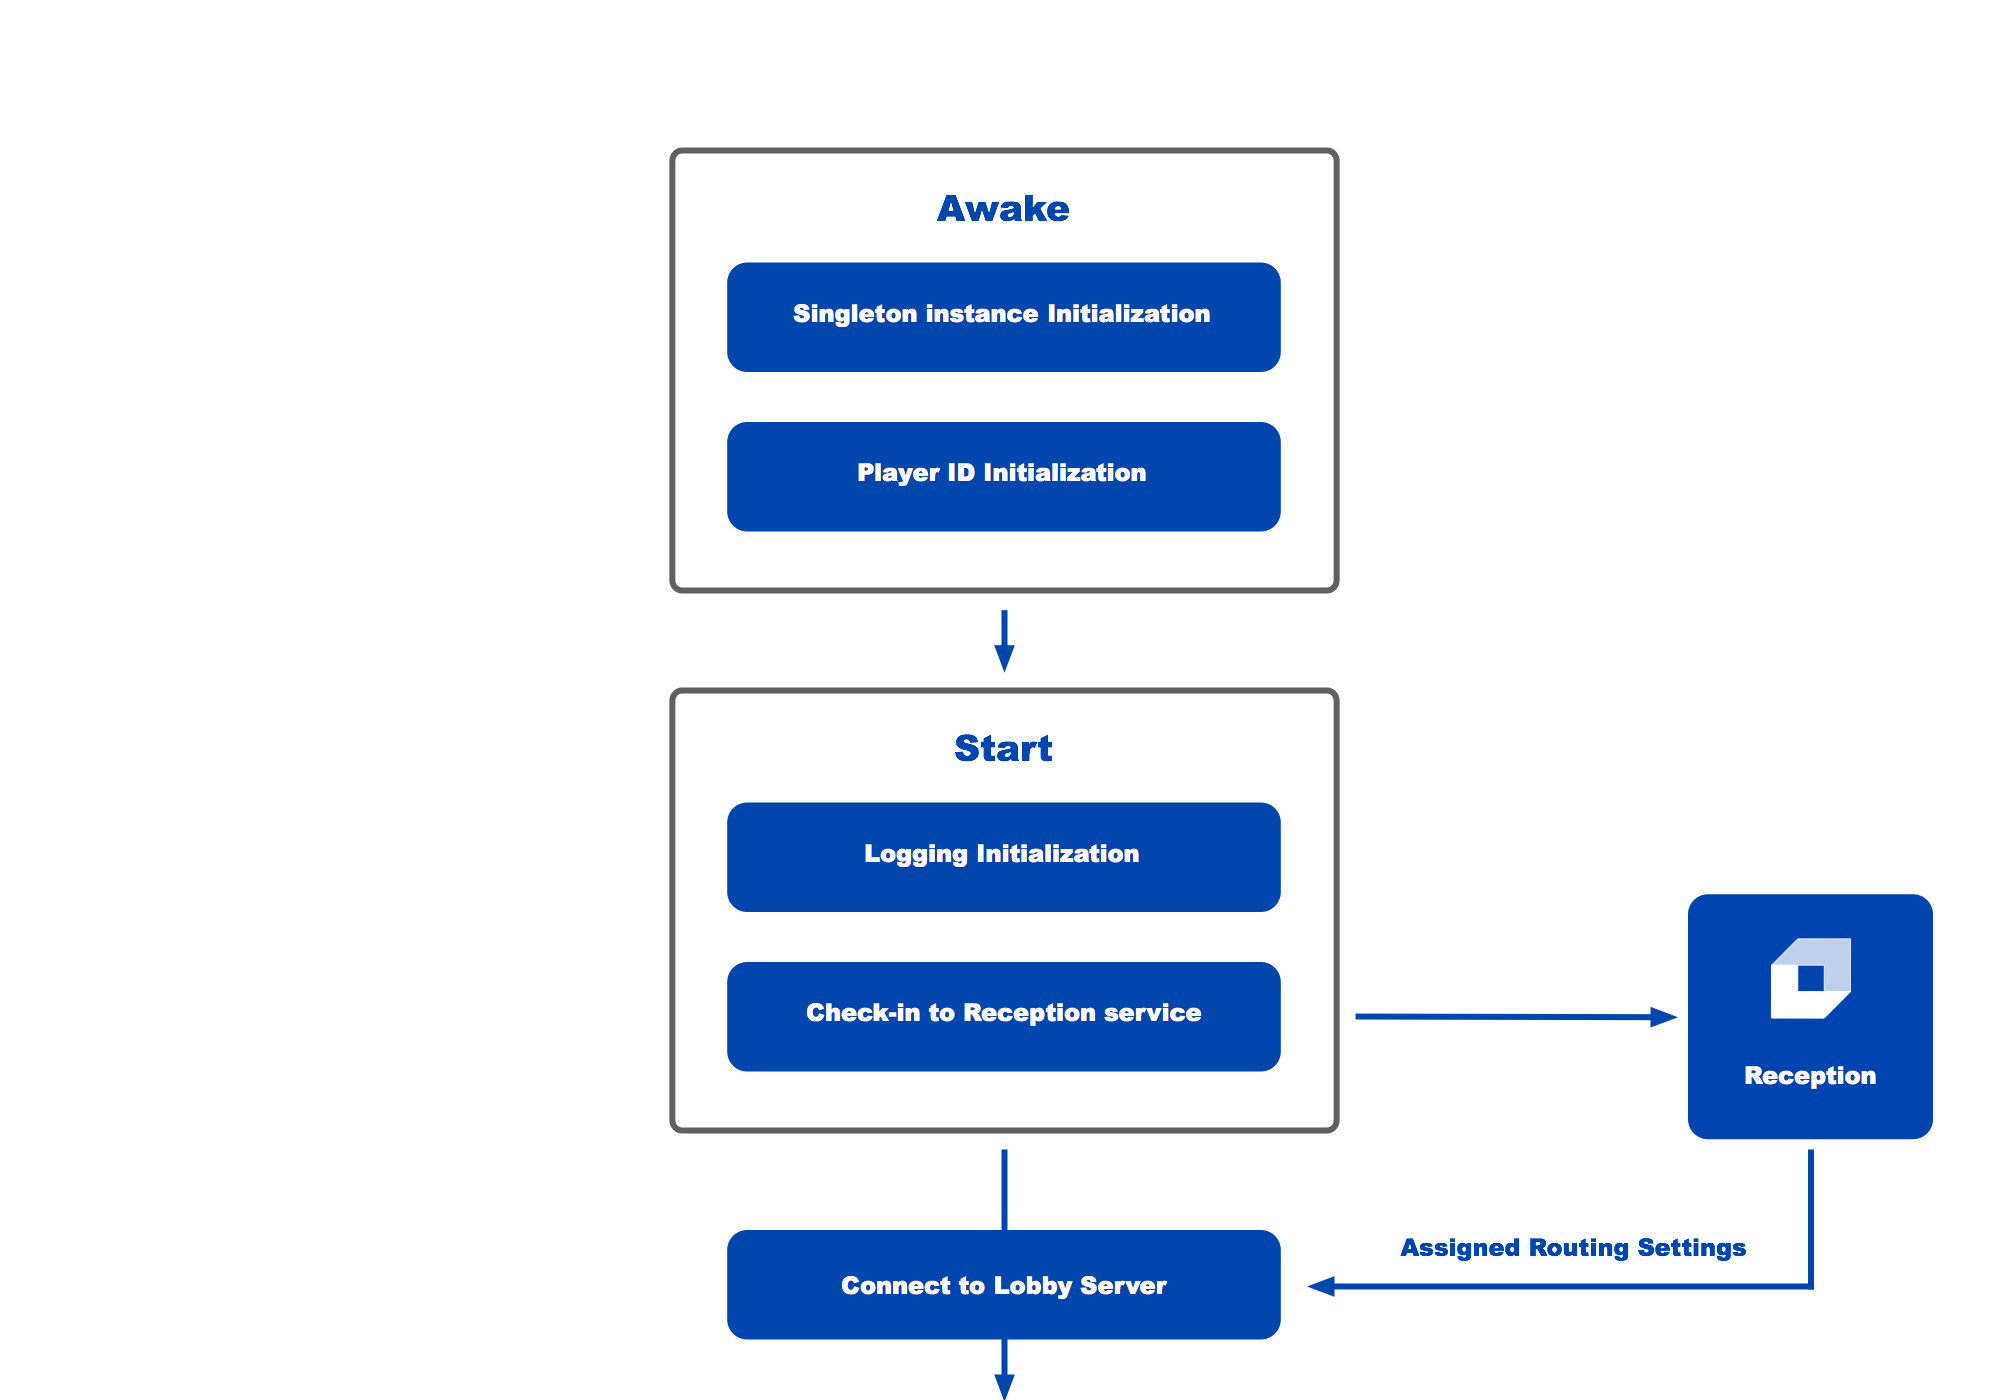 Awake
Singleton instance Initialization
Player ID Initialization
Start
Logging Initialization
Check-in to Reception service
Reception
Assigned Routing Settings
Connect to Lobby Server